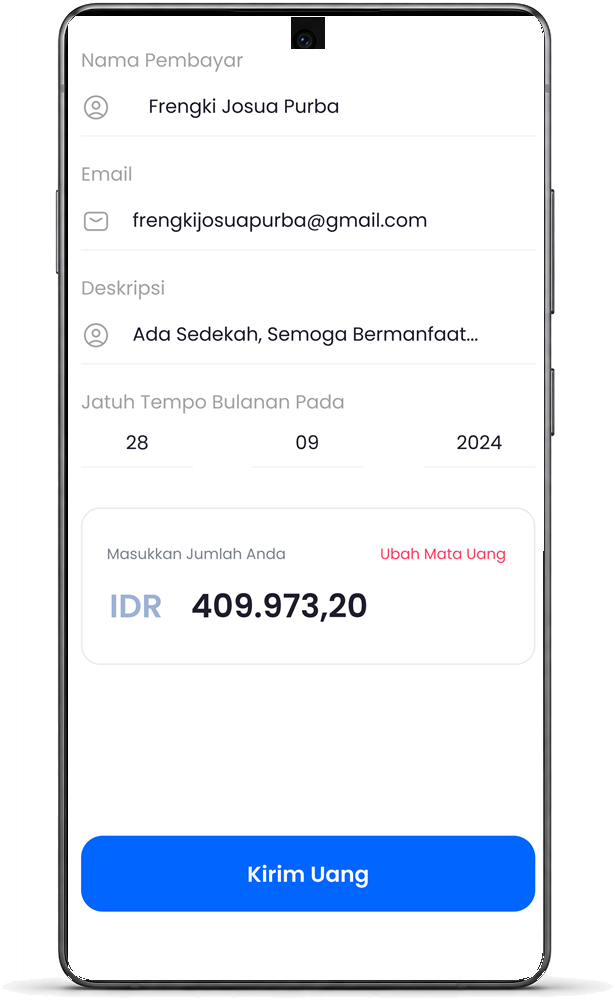 Nama Pembayar
Frengki Josua Purba
Email
frengkijosuapurba@gmail.com
Deskripsi
Ada Sedekah, Semoga Bermanfaat...
Jatuh Tempo Bulanan Pada
28 09 2024
Masukkan Jumlah Anda Ubah Mata Uang
IDR 409.973,20
Kirim Uang